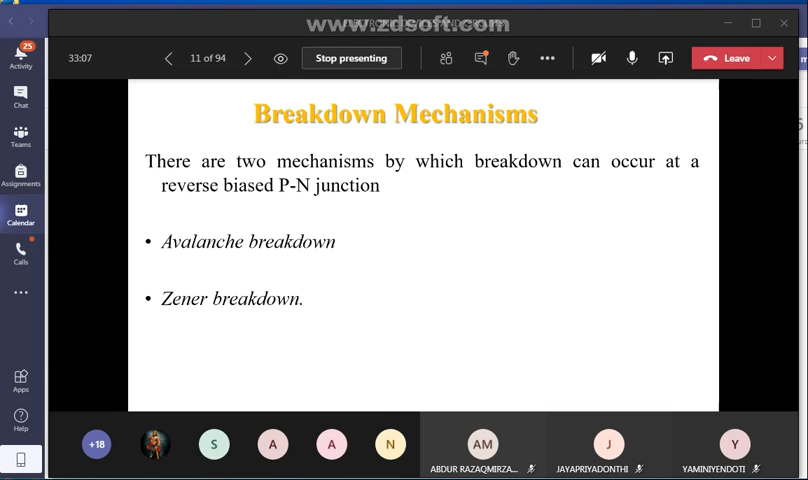 www.zdsoft.com
25
Activity
33:07
11 of 94
Stop presenting
Leave
Chat
Teams
Assignments
Calendar
Calls
Apps
Help
Breakdown Mechanisms
There are two mechanisms by which breakdown can occur at a
reverse biased P-N junction
• Avalanche breakdown
• Zener breakdown.
+18
S
A
A
N
AM
J
Y
ABDUR RAZAQMIRZA...
JAYAPRIYADONTHI
YAMINIYENDOTI